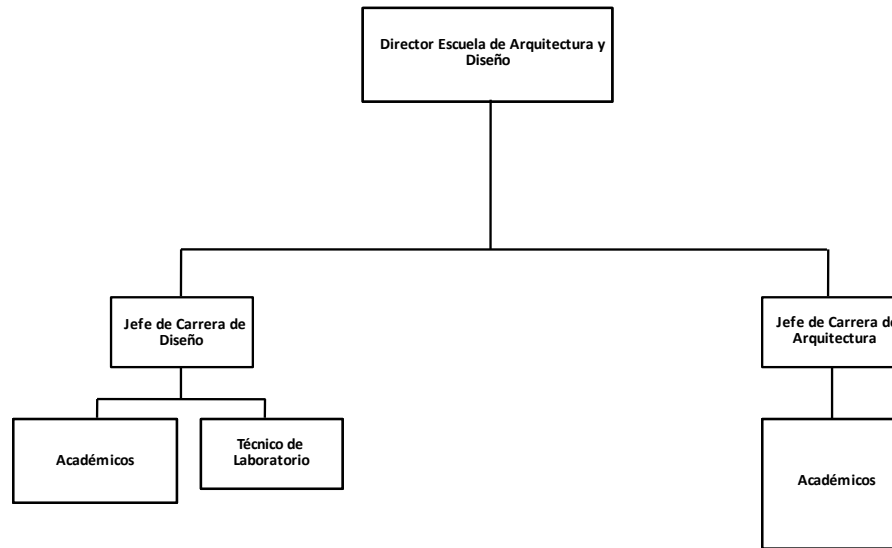 Director Escuela de Arquitectura y
Diseño
Jefe de Carrera de
Diseño
Jefe de Carrera de
Arquitectura
Académicos
Técnico de
Laboratorio
Académicos